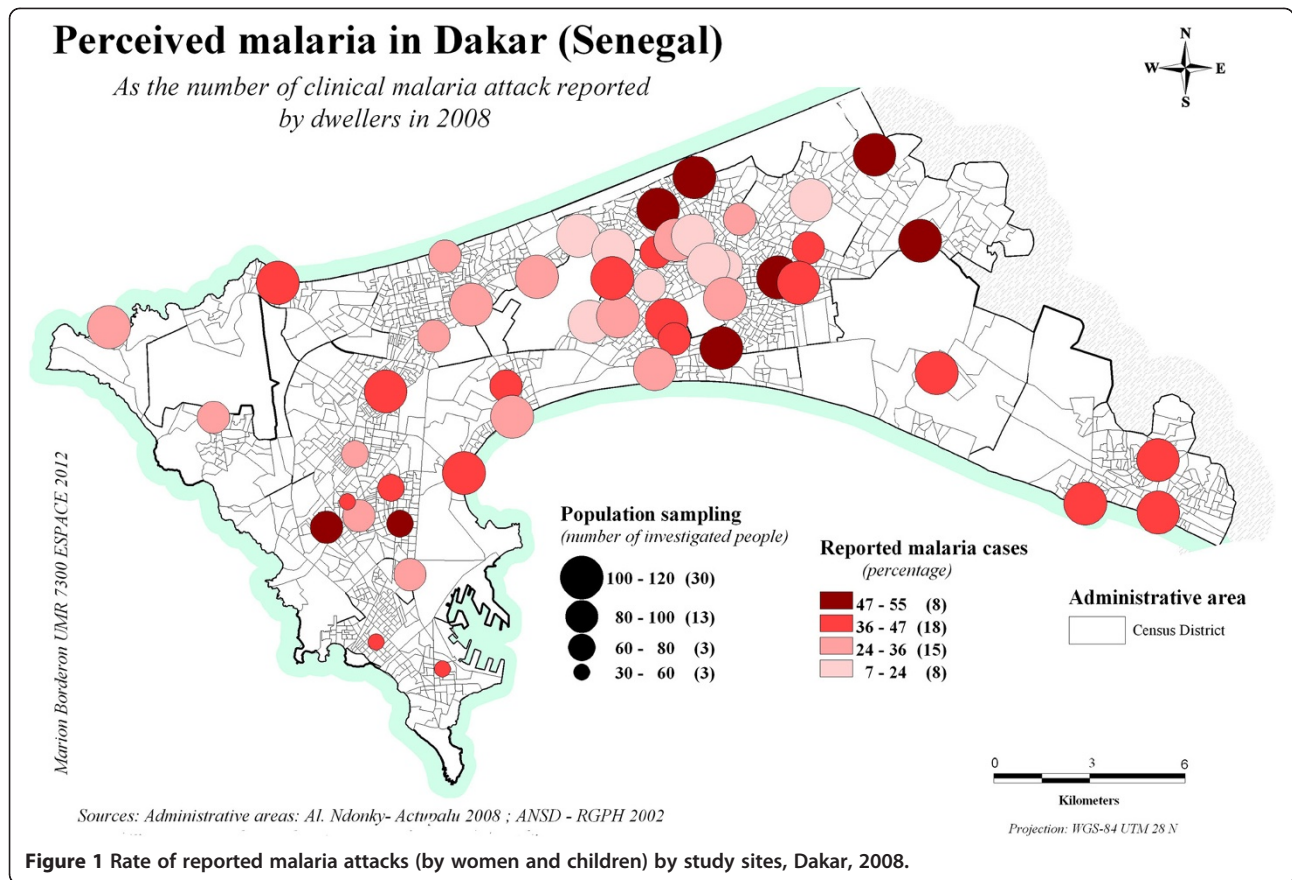 Perceived malaria in Dakar (Senegal)
As the number of clinical malaria attack reported
by dwellers in 2008
N
W E
S
Marion Borderon UMR 7300 ESPACE 2012
Population sampling
(number of investigated people)
100 - 120 (30)
80 - 100 (13)
60 - 80 (3)
30 - 60 (3)
Reported malaria cases
(percentage)
47 - 55 (8)
36 - 47 (18)
24 - 36 (15)
7 - 24 (8)
Administrative area
Census District
0 3 6
Kilometers
Sources: Administrative areas: Al. Ndonky- Actupalu 2008 ; ANSD - RGPH 2002
Projection: WGS-84 UTM 28 N
Figure 1 Rate of reported malaria attacks (by women and children) by study sites, Dakar, 2008.